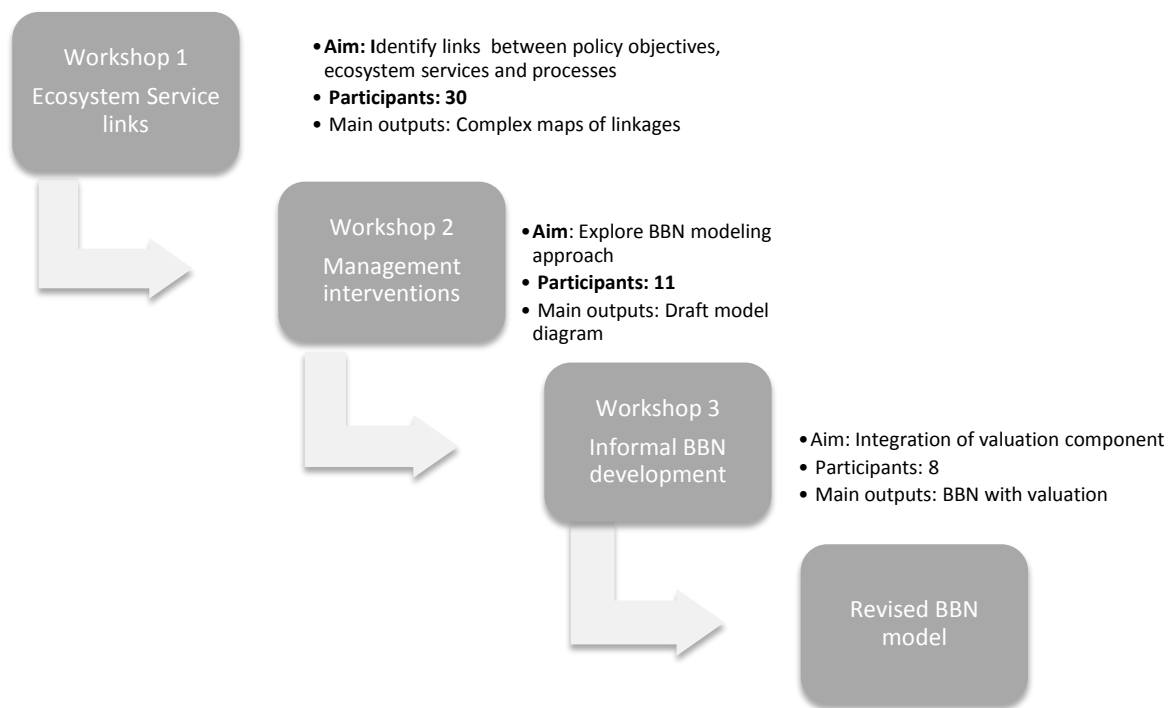 Workshop 1
Ecosystem Service
links
•Aim: Identify links between policy objectives,
ecosystem services and processes
• Participants: 30
• Main outputs: Complex maps of linkages
Workshop 2
Management
interventions
•Aim: Explore BBN modeling
approach
• Participants: 11
• Main outputs: Draft model
diagram
Workshop 3
Informal BBN
development
•Aim: Integration of valuation component
• Participants: 8
• Main outputs: BBN with valuation
Revised BBN
model